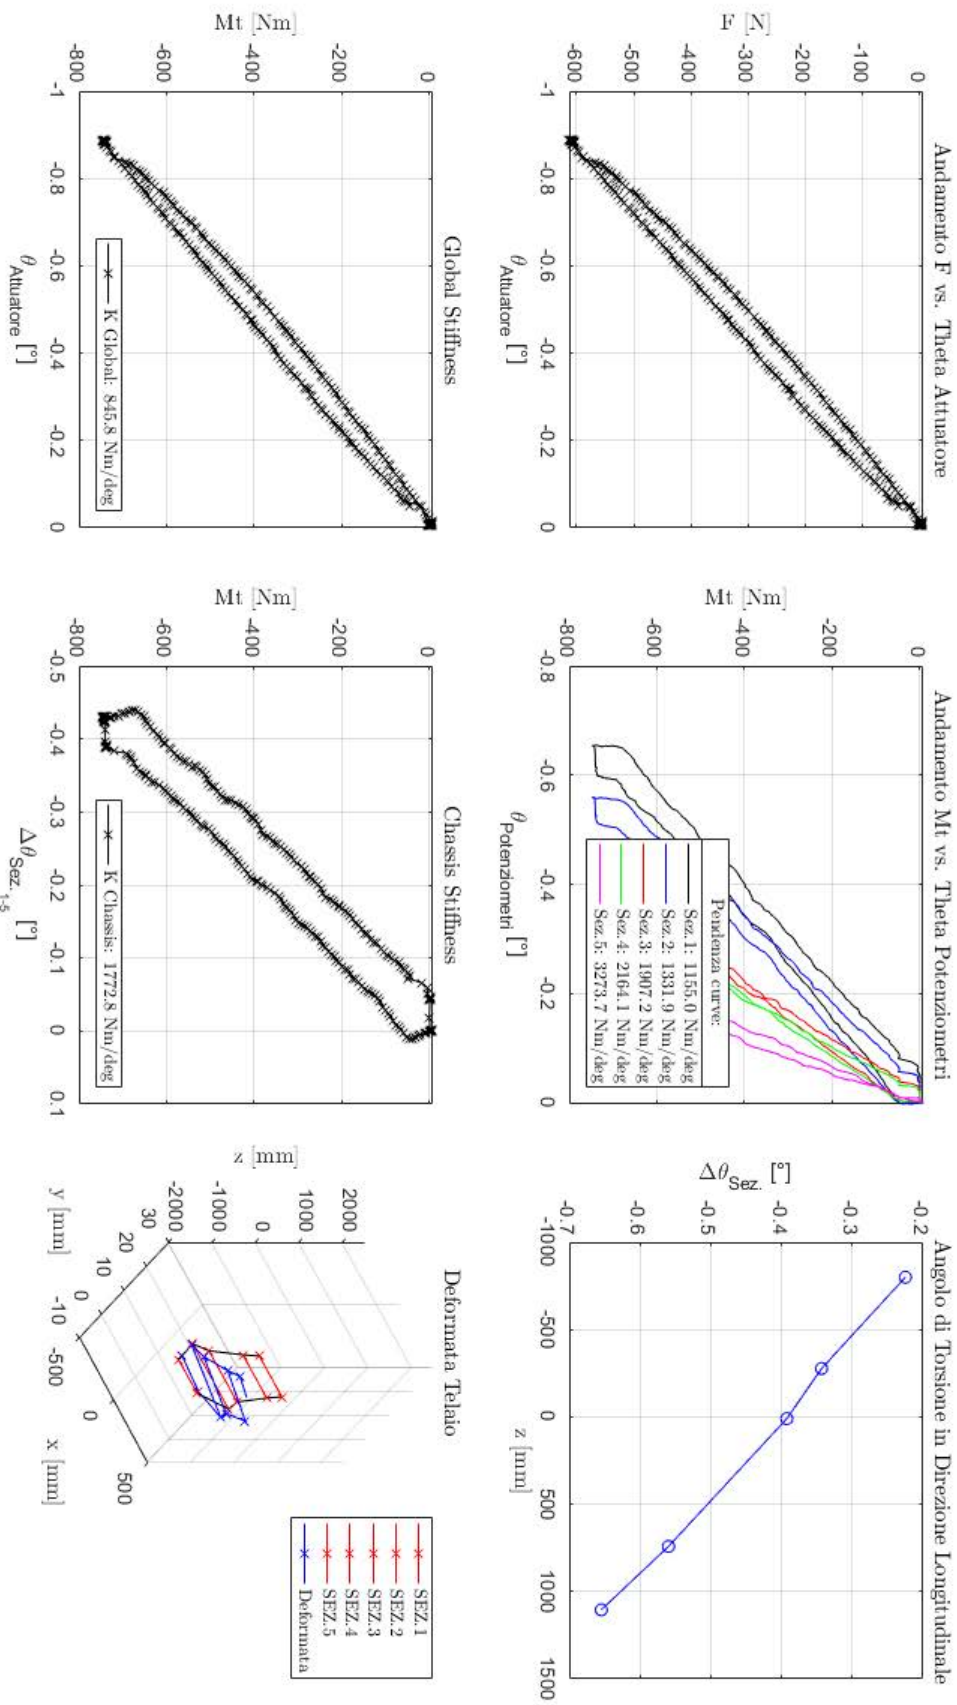 Andamento F vs. Theta Attuatore
F [N]
0
-100
-200
-300
-400
-500
-600
-1
-0.8
-0.6
-0.4
-0.2
0
θAttuatore [°]
Andamento Mt vs. Theta Potenziometri
Mt [Nm]
0
-200
-400
-600
-800
-0.8
-0.6
-0.4
-0.2
0
θPotenziometri [°]
Pendenza curve:
Sez.1: 1155.0 Nm/deg
Sez.2: 1331.9 Nm/deg
Sez.3: 1907.2 Nm/deg
Sez.4: 2164.1 Nm/deg
Sez.5: 3273.7 Nm/deg
Angolo di Torsione in Direzione Longitudinale
ΔθSez. [°]
-0.2
-0.3
-0.4
-0.5
-0.6
-0.7
-1000
-500
0
500
1000
1500
z [mm]
Global Stiffness
Mt [Nm]
0
-200
-400
-600
-800
-1
-0.8
-0.6
-0.4
-0.2
0
θAttuatore [°]
K Global: 845.8 Nm/deg
Chassis Stiffness
Mt [Nm]
0
-200
-400
-600
-800
-0.5
-0.4
-0.3
-0.2
-0.1
0
0.1
ΔθSez.1-5 [°]
K Chassis: 1772.8 Nm/deg
Deformata Telaio
z [mm]
2000
1000
0
-1000
-2000
30
20
10
0
-10
y [mm]
-500
0
500
x [mm]
SEZ.1
SEZ.2
SEZ.3
SEZ.4
SEZ.5
Deformata